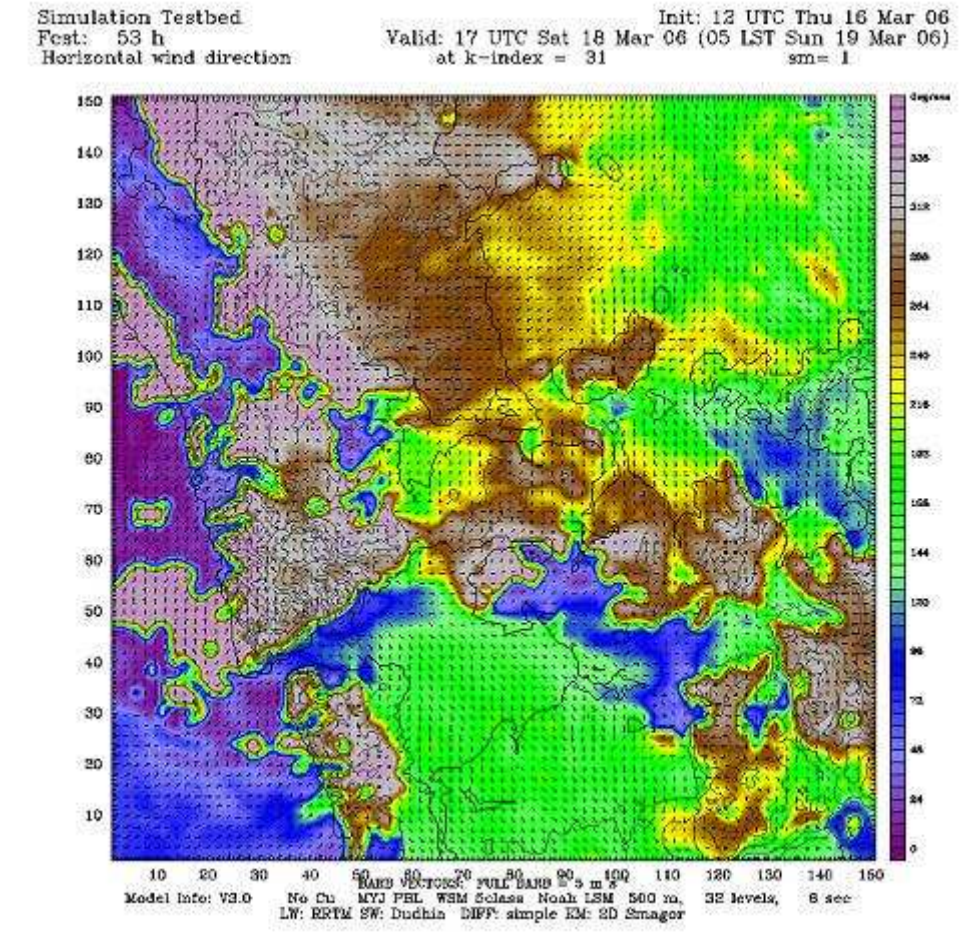 Simulation Testbed
Init: 12 UTC Thu 16 Mar 06
Fcst: 53 h
Valid: 17 UTC Sat 18 Mar 06 (05 LST Sun 19 Mar 06)
Horizontal wind direction
at k-index = 31
sm= 1
Degrees
150
140
130
120
110
100
90
80
70
60
50
40
30
20
10
336
312
288
264
240
216
192
168
144
120
96
72
48
24
0
10 20 30 40 50 60 70 80 90 100 110 120 130 140 150
BARB VECTORS: FULL BARB = 5 m s
Model Info: V3.0 No Cu MYJ PBL WSM 5class Noah LSM 500 m, 32 levels, 6 sec
LW: RRTM SW: Dudhia DIFF: simple KM: 2D Smagor